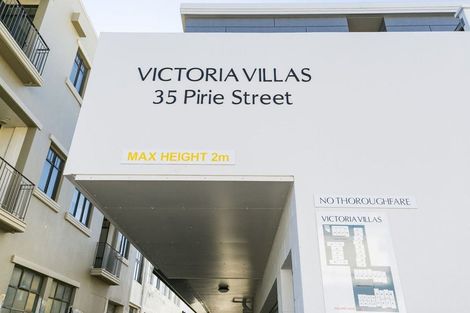 VICTORIA VILLAS
35 Pirie Street
MAX HEIGHT 2m
NO THOROUGHFARE
VICTORIA VILLAS